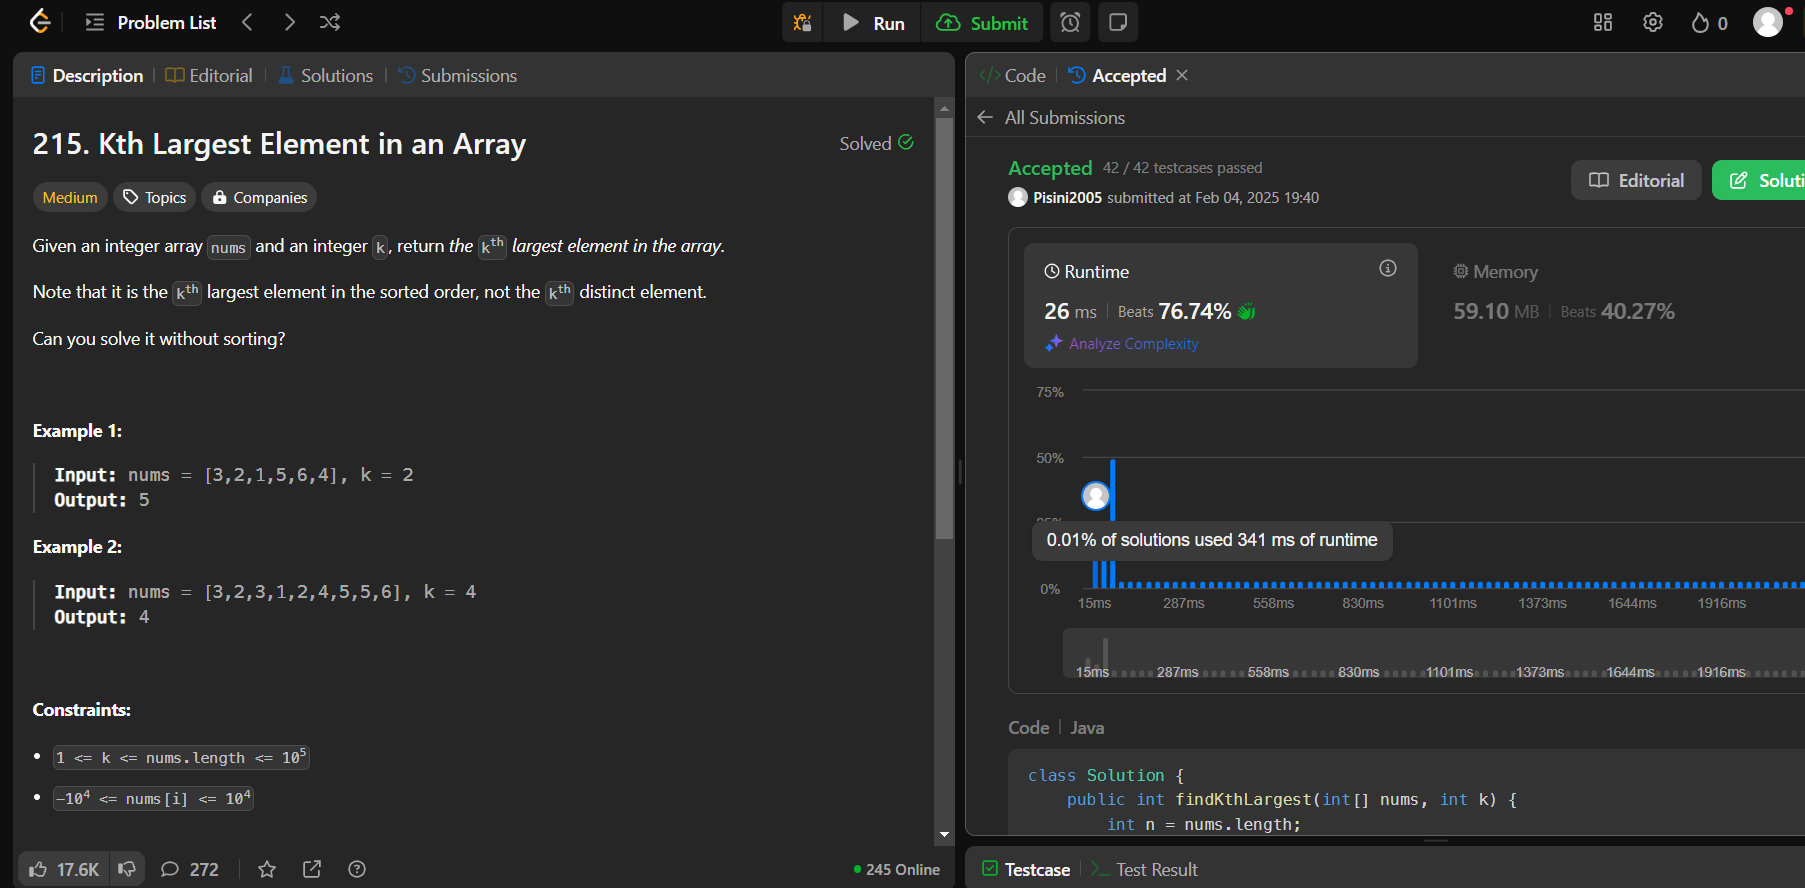 Problem List
Run
Submit
0
Description
Editorial
Solutions
Submissions
215. Kth Largest Element in an Array
Solved
Medium
Topics
Companies
Given an integer array nums and an integer k, return the kth largest element in the array.
Note that it is the kth largest element in the sorted order, not the kth distinct element.
Can you solve it without sorting?
Example 1:
Input: nums = [3,2,1,5,6,4], k = 2
Output: 5
Example 2:
Input: nums = [3,2,3,1,2,4,5,5,6], k = 4
Output: 4
Constraints:
1 <= k <= nums.length <= 10^5
-10^4 <= nums[i] <= 10^4
17.6K
272
245 Online
Code
Accepted
All Submissions
Accepted 42 / 42 testcases passed
Pisini2005 submitted at Feb 04, 2025 19:40
Editorial
Soluti
Runtime
26 ms Beats 76.74%
Analyze Complexity
Memory
59.10 MB Beats 40.27%
75%
50%
25%
0.01% of solutions used 341 ms of runtime
0%
15ms 287ms 558ms 830ms 1101ms 1373ms 1644ms 1916ms
15ms 287ms 558ms 830ms 1101ms 1373ms 1644ms 1916ms
Code Java
class Solution {
public int findKthLargest(int[] nums, int k) {
int n = nums.length;
Testcase
Test Result